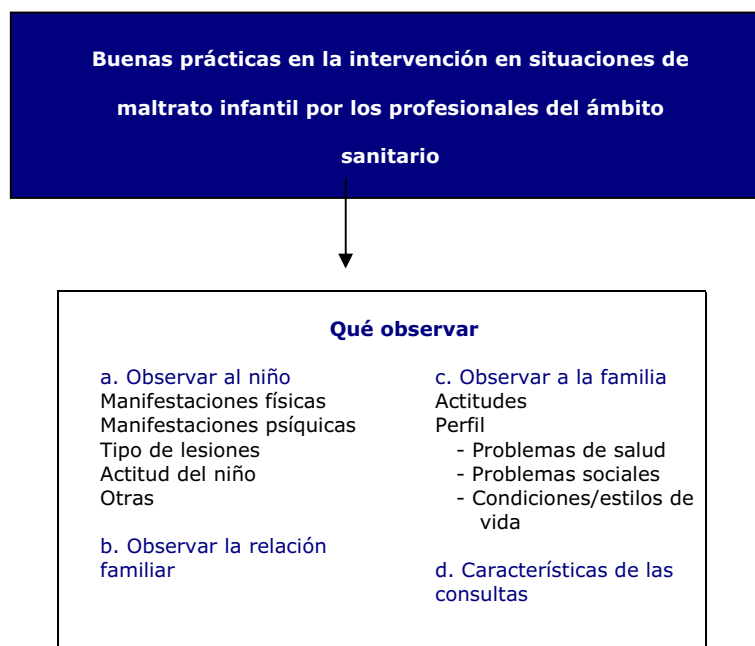 Buenas prácticas en la intervención en situaciones de
maltrato infantil por los profesionales del ámbito
sanitario
Qué observar
a. Observar al niño
Manifestaciones físicas
Manifestaciones psíquicas
Tipo de lesiones
Actitud del niño
Otras
b. Observar la relación
familiar
c. Observar a la familia
Actitudes
Perfil
- Problemas de salud
- Problemas sociales
- Condiciones/estilos de
vida
d. Características de las
consultas